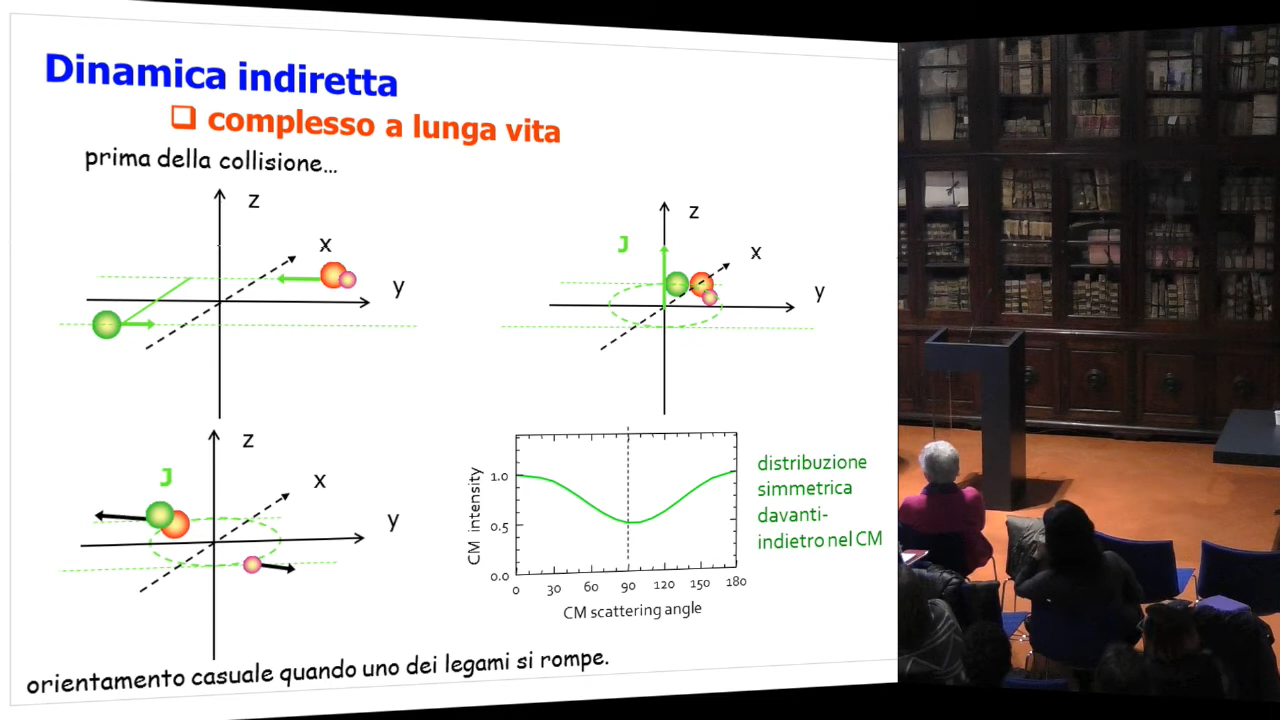 Dinamica indiretta
❑ complesso a lunga vita
prima della collisione...
z
x
y
z
J
x
y
z
J
x
y
CM intensity
1.0
0.5
0.0
0 30 60 90 120 150 180
CM scattering angle
distribuzione
simmetrica
davanti-
indietro nel CM
orientamento casuale quando uno dei legami si rompe.